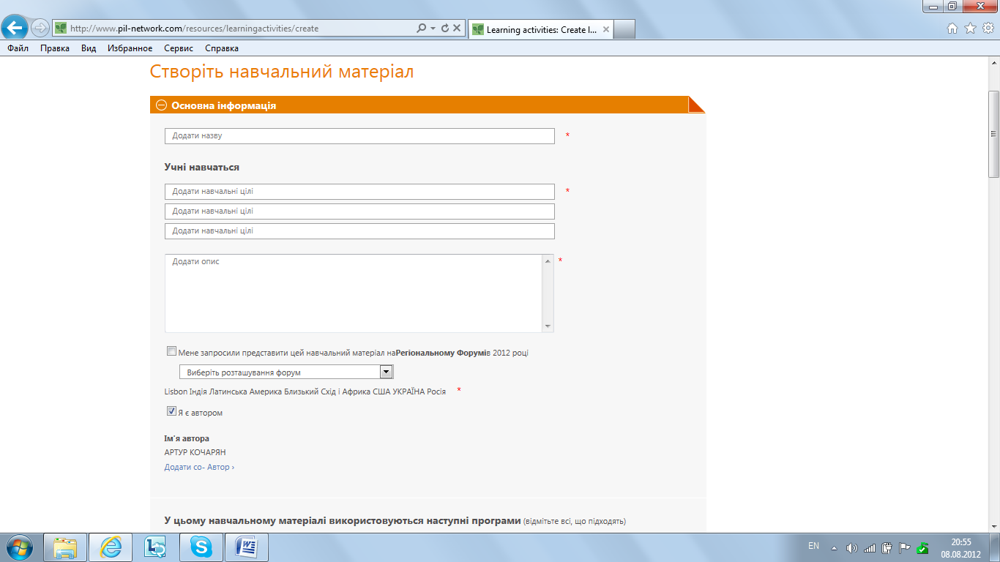 http://www.pil-network.com/resources/learningactivities/create
Learning activities: Create l...
Файл Правка Вид Избранное Сервис Справка
Створіть навчальний матеріал
Основна інформація
Додати назву *
Учні навчаться
Додати навчальні цілі *
Додати навчальні цілі
Додати навчальні цілі
Додати опис *
Мене запросили представити цей навчальний матеріал наРегіональному Форумів 2012 році
Виберіть розташування форум
Lisbon Індія Латинська Америка Близький Схід і Африка США УКРАЇНА Росія *
Я є автором
Ім'я автора
АРТУР КОЧАРЯН
Додати со- Автор ›
У цьому навчальному матеріалі використовуються наступні програми (відмітьте всі, що підходять)
EN
20:55
08.08.2012